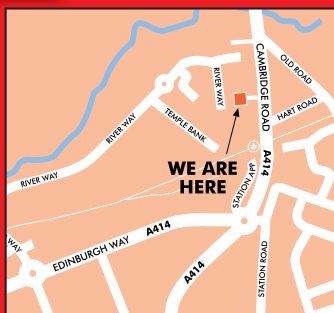 CAMBRIDGE ROAD
OLD ROAD
RIVER WAY
HART ROAD
RIVER WAY
TEMPLE BANK
WE ARE
HERE
A414
STATION APP
RIVER WAY
A414
EDINBURGH WAY
WAY
A414
STATION ROAD